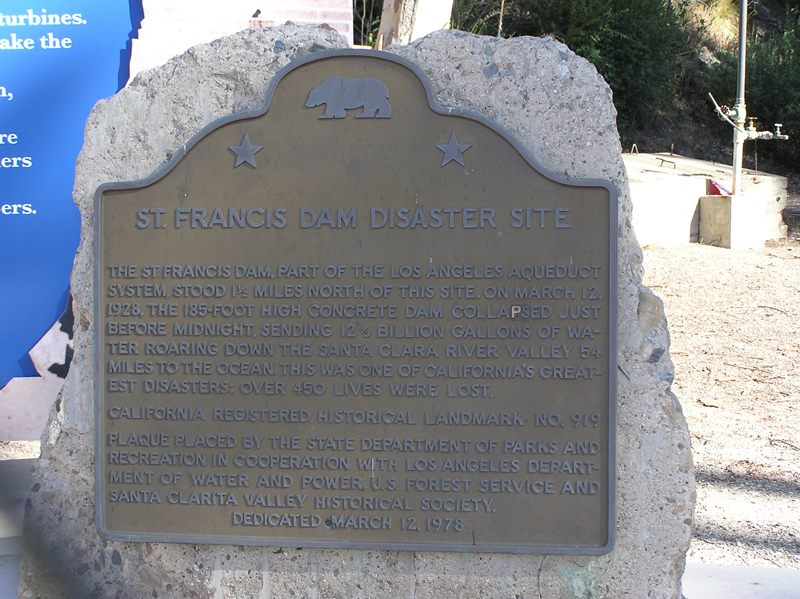 turbines.
ake the
n,
re
ers
ers.
ST. FRANCIS DAM DISASTER SITE
THE ST. FRANCIS DAM, PART OF THE LOS ANGELES AQUEDUCT
SYSTEM, STOOD 1½ MILES NORTH OF THIS SITE. ON MARCH 12,
1928, THE 185-FOOT HIGH CONCRETE DAM COLLAPSED JUST
BEFORE MIDNIGHT, SENDING 12½ BILLION GALLONS OF WA-
TER ROARING DOWN THE SANTA CLARA RIVER VALLEY 54
MILES TO THE OCEAN. THIS WAS ONE OF CALIFORNIA'S GREAT-
EST DISASTERS; OVER 450 LIVES WERE LOST.
CALIFORNIA REGISTERED HISTORICAL LANDMARK NO. 919
PLAQUE PLACED BY THE STATE DEPARTMENT OF PARKS AND
RECREATION IN COOPERATION WITH LOS ANGELES DEPART-
MENT OF WATER AND POWER, U.S. FOREST SERVICE AND
SANTA CLARITA VALLEY HISTORICAL SOCIETY.
DEDICATED MARCH 12, 1978